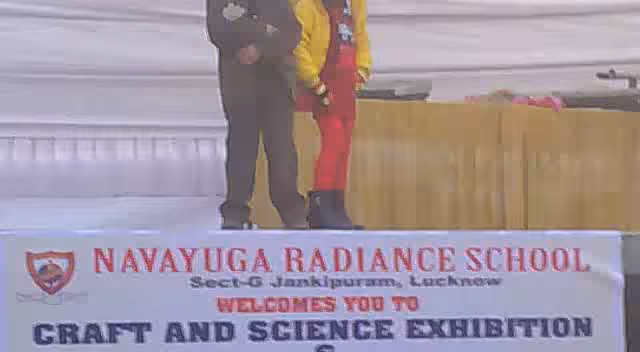 NAVAYUGA RADIANCE SCHOOL
Sect-G Jankipuram, Lucknow
WELCOMES YOU TO
CRAFT AND SCIENCE EXHIBITION